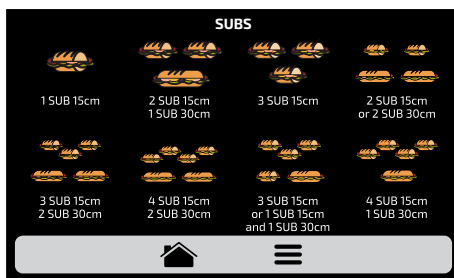 SUBS
1 SUB 15cm
2 SUB 15cm
1 SUB 30cm
3 SUB 15cm
2 SUB 15cm
or 2 SUB 30cm
3 SUB 15cm
2 SUB 30cm
4 SUB 15cm
2 SUB 30cm
3 SUB 15cm
or 1 SUB 15cm
and 1 SUB 30cm
4 SUB 15cm
1 SUB 30cm